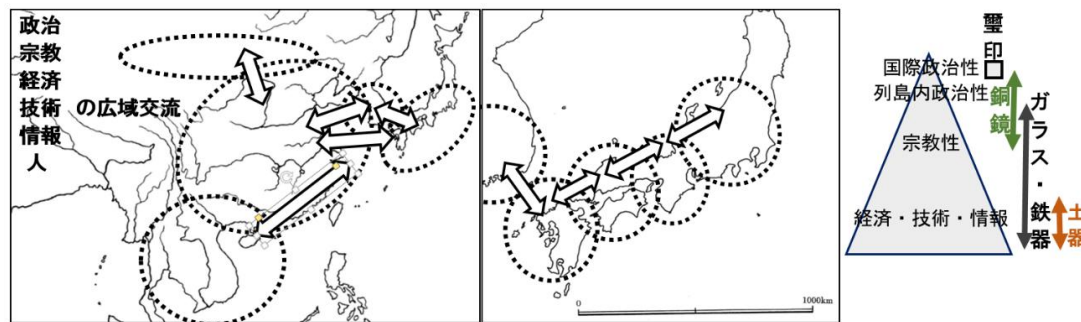 政治
宗教
経済
技術 の広域交流
情報
人
0
1000km
国際政治性
列島内政治性
宗教性
経済・技術・情報
璽印
銅鏡
ガラス・鉄器
土器